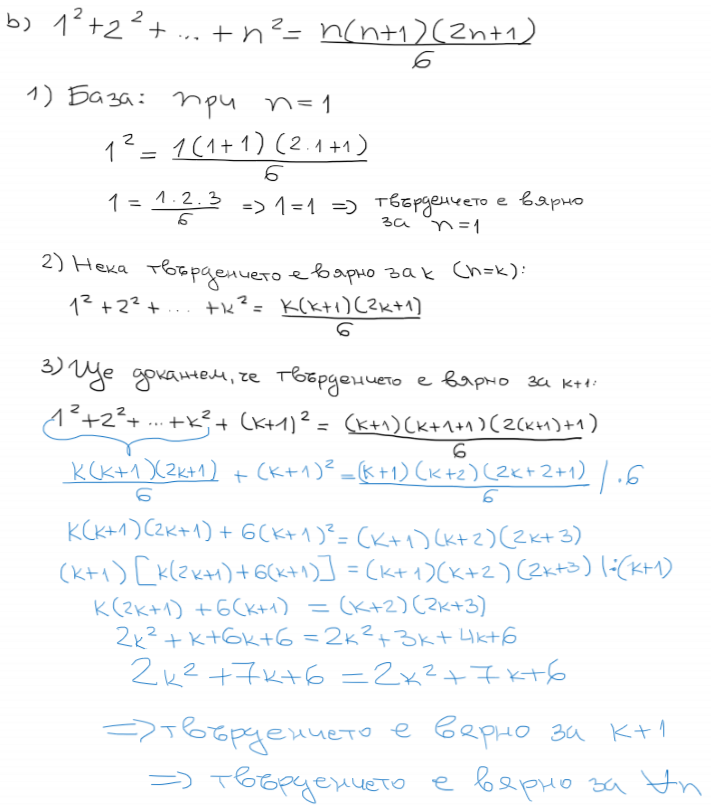 b) 1² + 2² + ... + n² = n(n+1)(2n+1)/6
1) База: при n = 1
1² = 1(1+1)(2.1+1)/6
1 = 1.2.3/6 => 1=1 => твърдението е вярно за n=1
2) Нека твърдението е вярно за k (n=k):
1² + 2² + ... + k² = k(k+1)(2k+1)/6
3) Ще докажем, че твърдението е вярно за k+1:
1² + 2² + ... + k² + (k+1)² = (k+1)(k+1+1)(2(k+1)+1)/6
k(k+1)(2k+1)/6 + (k+1)² = (k+1)(k+2)(2k+2+1)/6 / .6
k(k+1)(2k+1) + 6(k+1)² = (k+1)(k+2)(2k+3)
(k+1)[k(2k+1)+6(k+1)] = (k+1)(k+2)(2k+3) |:(k+1)
k(2k+1) + 6(k+1) = (k+2)(2k+3)
2k² + k + 6k + 6 = 2k² + 3k + 4k + 6
2k² + 7k + 6 = 2k² + 7k + 6
=> твърдението е вярно за k+1
=> твърдението е вярно за ∀n